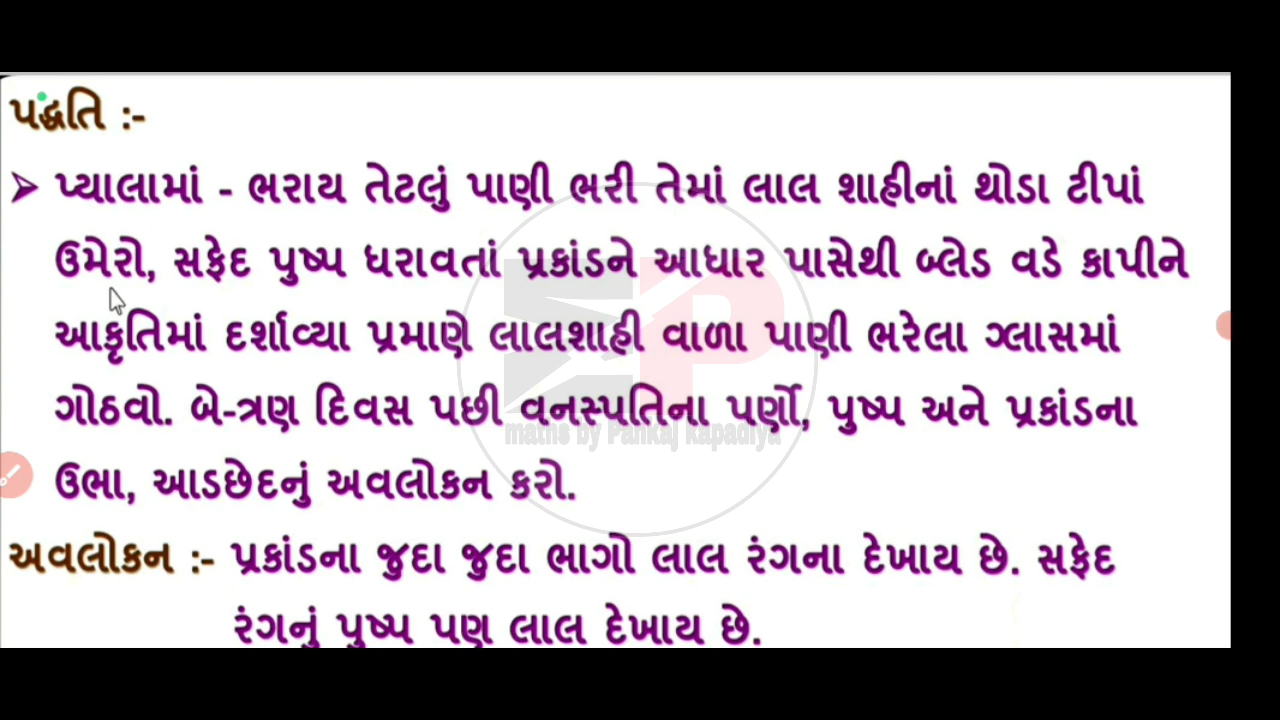 પદ્ધતિ :-
➢ પ્યાલામાં - ભરાય તેટલું પાણી ભરી તેમાં લાલ શાહીનાં થોડા ટીપાં
ઉમેરો, સફેદ પુષ્પ ધરાવતાં પ્રકાંડને આધાર પાસેથી બ્લેડ વડે કાપીને
આકૃતિમાં દર્શાવ્યા પ્રમાણે લાલશાહી વાળા પાણી ભરેલા ગ્લાસમાં
ગોઠવો. બે-ત્રણ દિવસ પછી વનસ્પતિના પર્ણો, પુષ્પ અને પ્રકાંડના
maths by Pankaj kapadiya
ઉભા, આડછેદનું અવલોકન કરો.
અવલોકન :- પ્રકાંડના જુદા જુદા ભાગો લાલ રંગના દેખાય છે. સફેદ
રંગનું પુષ્પ પણ લાલ દેખાય છે.